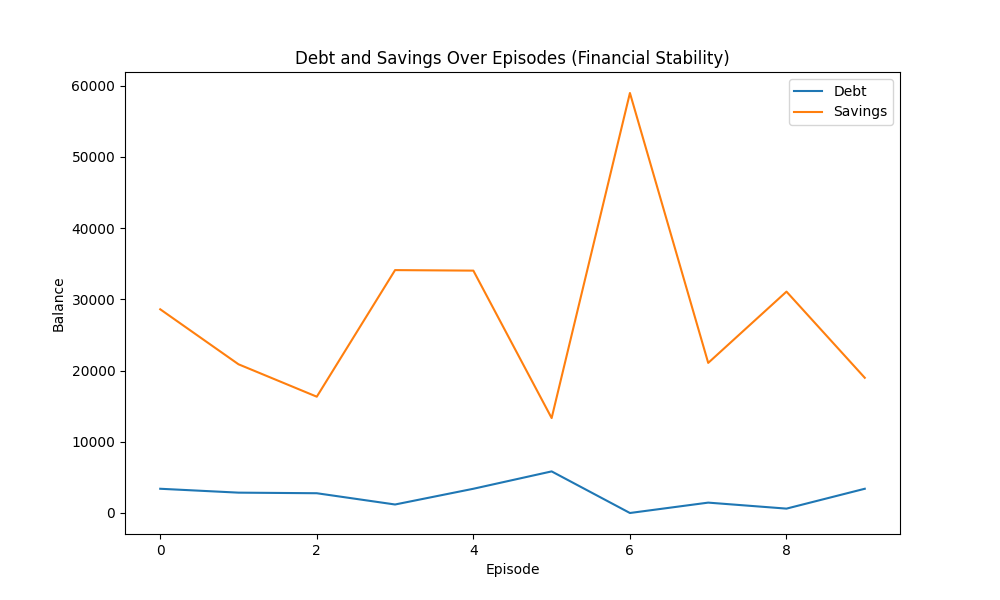 Debt and Savings Over Episodes (Financial Stability)
Debt
Savings
Balance
60000
50000
40000
30000
20000
10000
0
0 2 4 6 8
Episode